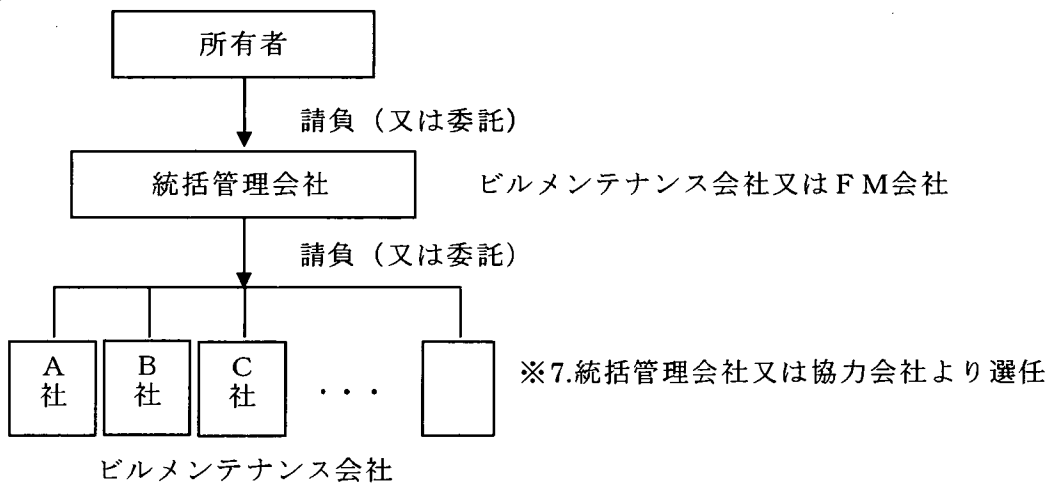 所有者
請負（又は委託）
統括管理会社
ビルメンテナンス会社又はＦＭ会社
請負（又は委託）
A社
B社
C社
・・・
※7.統括管理会社又は協力会社より選任
ビルメンテナンス会社